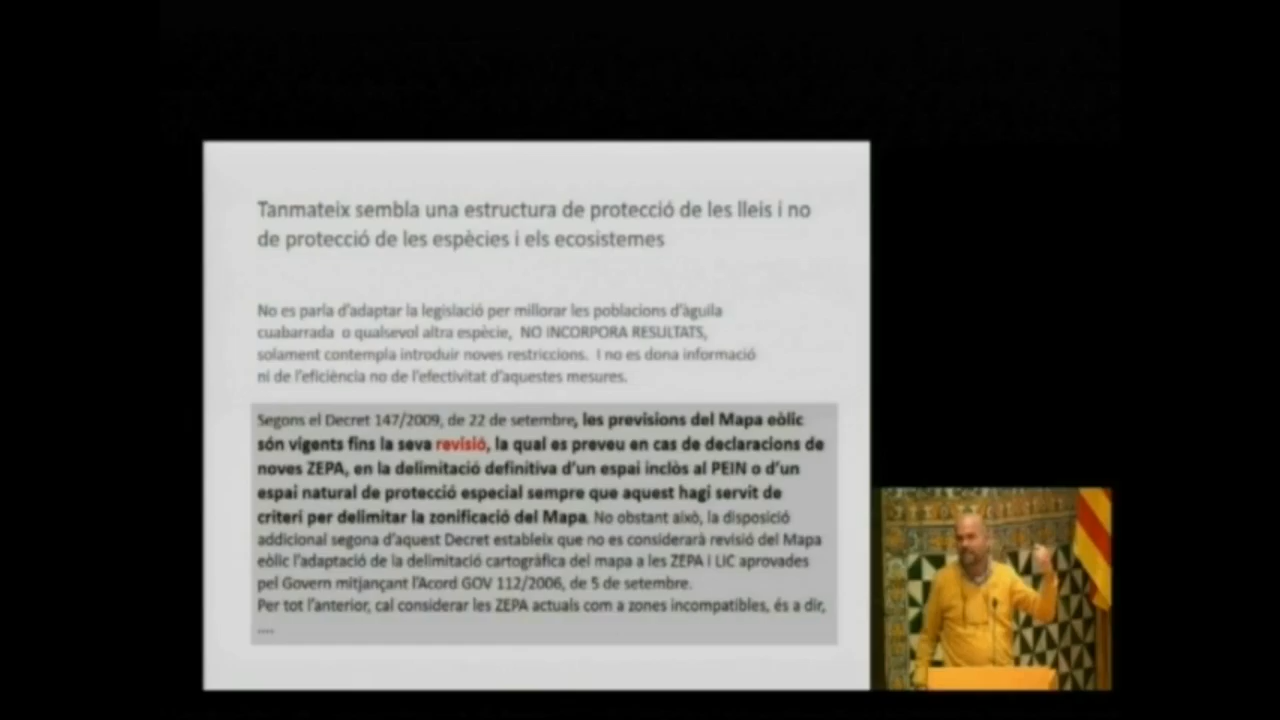 Tanmateix sembla una estructura de protecció de les lleis i no
de protecció de les espècies i els ecosistemes
No es parla d'adaptar la legislació per millorar les poblacions d'àguila
cuabarrada o qualsevol altra espècie, NO INCORPORA RESULTATS,
solament contempla introduir noves restriccions. I no es dona informació
ni de l'eficiència no de l'efectivitat d'aquestes mesures.
Segons el Decret 147/2009, de 22 de setembre, les previsions del Mapa eòlic
són vigents fins la seva revisió, la qual es preveu en cas de declaracions de
noves ZEPA, en la delimitació definitiva d'un espai inclòs al PEIN o d'un
espai natural de protecció especial sempre que aquest hagi servit de
criteri per delimitar la zonificació del Mapa. No obstant això, la disposició
addicional segona d'aquest Decret estableix que no es considerarà revisió del Mapa
eòlic l'adaptació de la delimitació cartogràfica del mapa a les ZEPA i LIC aprovades
pel Govern mitjançant l'Acord GOV 112/2006, de 5 de setembre.
Per tot l'anterior, cal considerar les ZEPA actuals com a zones incompatibles, és a dir,
....